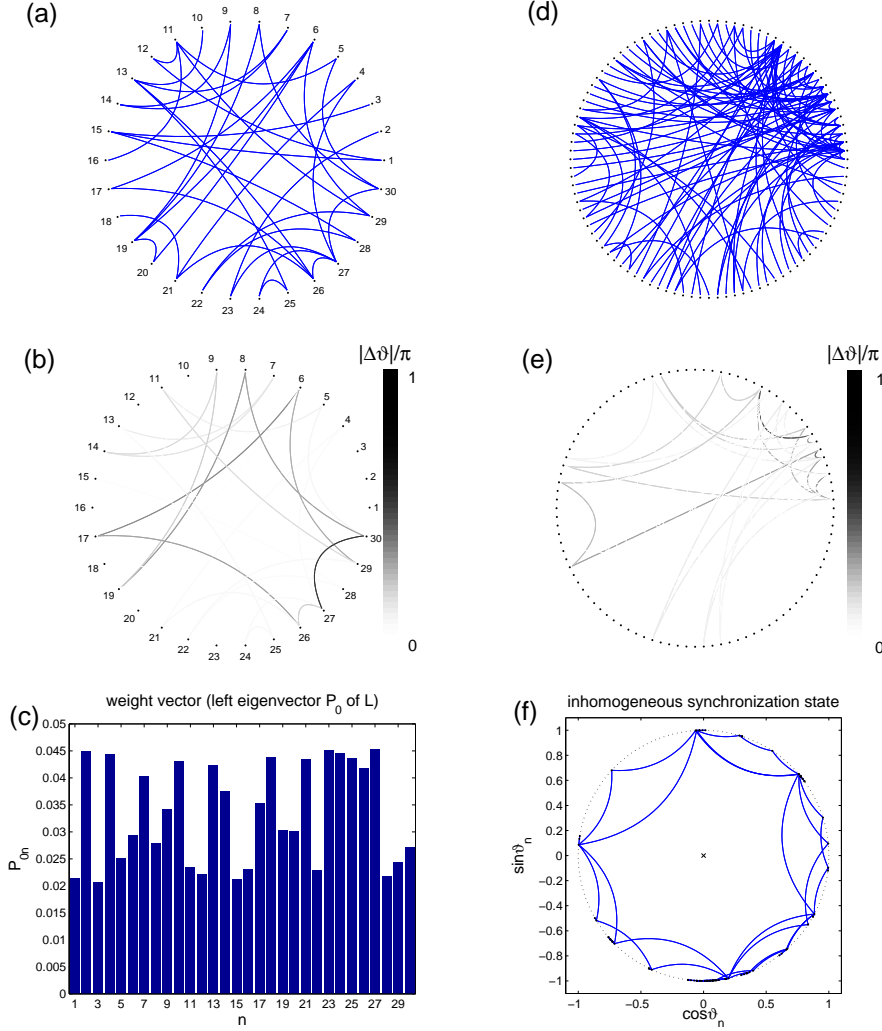 (a)
(d)
10 9 8 7
11 6
12 5
13 4
14 3
15 2
16 1
17 30
18 29
19 28
20 27
21 26
22 23 24 25
(b)
|Δϑ|/π
(e)
|Δϑ|/π
10 9 8 7
11 6
12 5
13 4
14 3
15 2
16 1
17 30
18 29
19 28
20 27
21 26
22 23 24 25
1
0
1
0
(c)
weight vector (left eigenvector P0 of L)
0.05
0.045
0.04
0.035
0.03
0.025
0.02
0.015
0.01
0.005
0
P0n
1 3 5 7 9 11 13 15 17 19 21 23 25 27 29
n
(f)
inhomogeneous synchronization state
1
0.8
0.6
0.4
0.2
0
−0.2
−0.4
−0.6
−0.8
−1
sinϑn
−1 −0.5 0 0.5 1
cosϑn